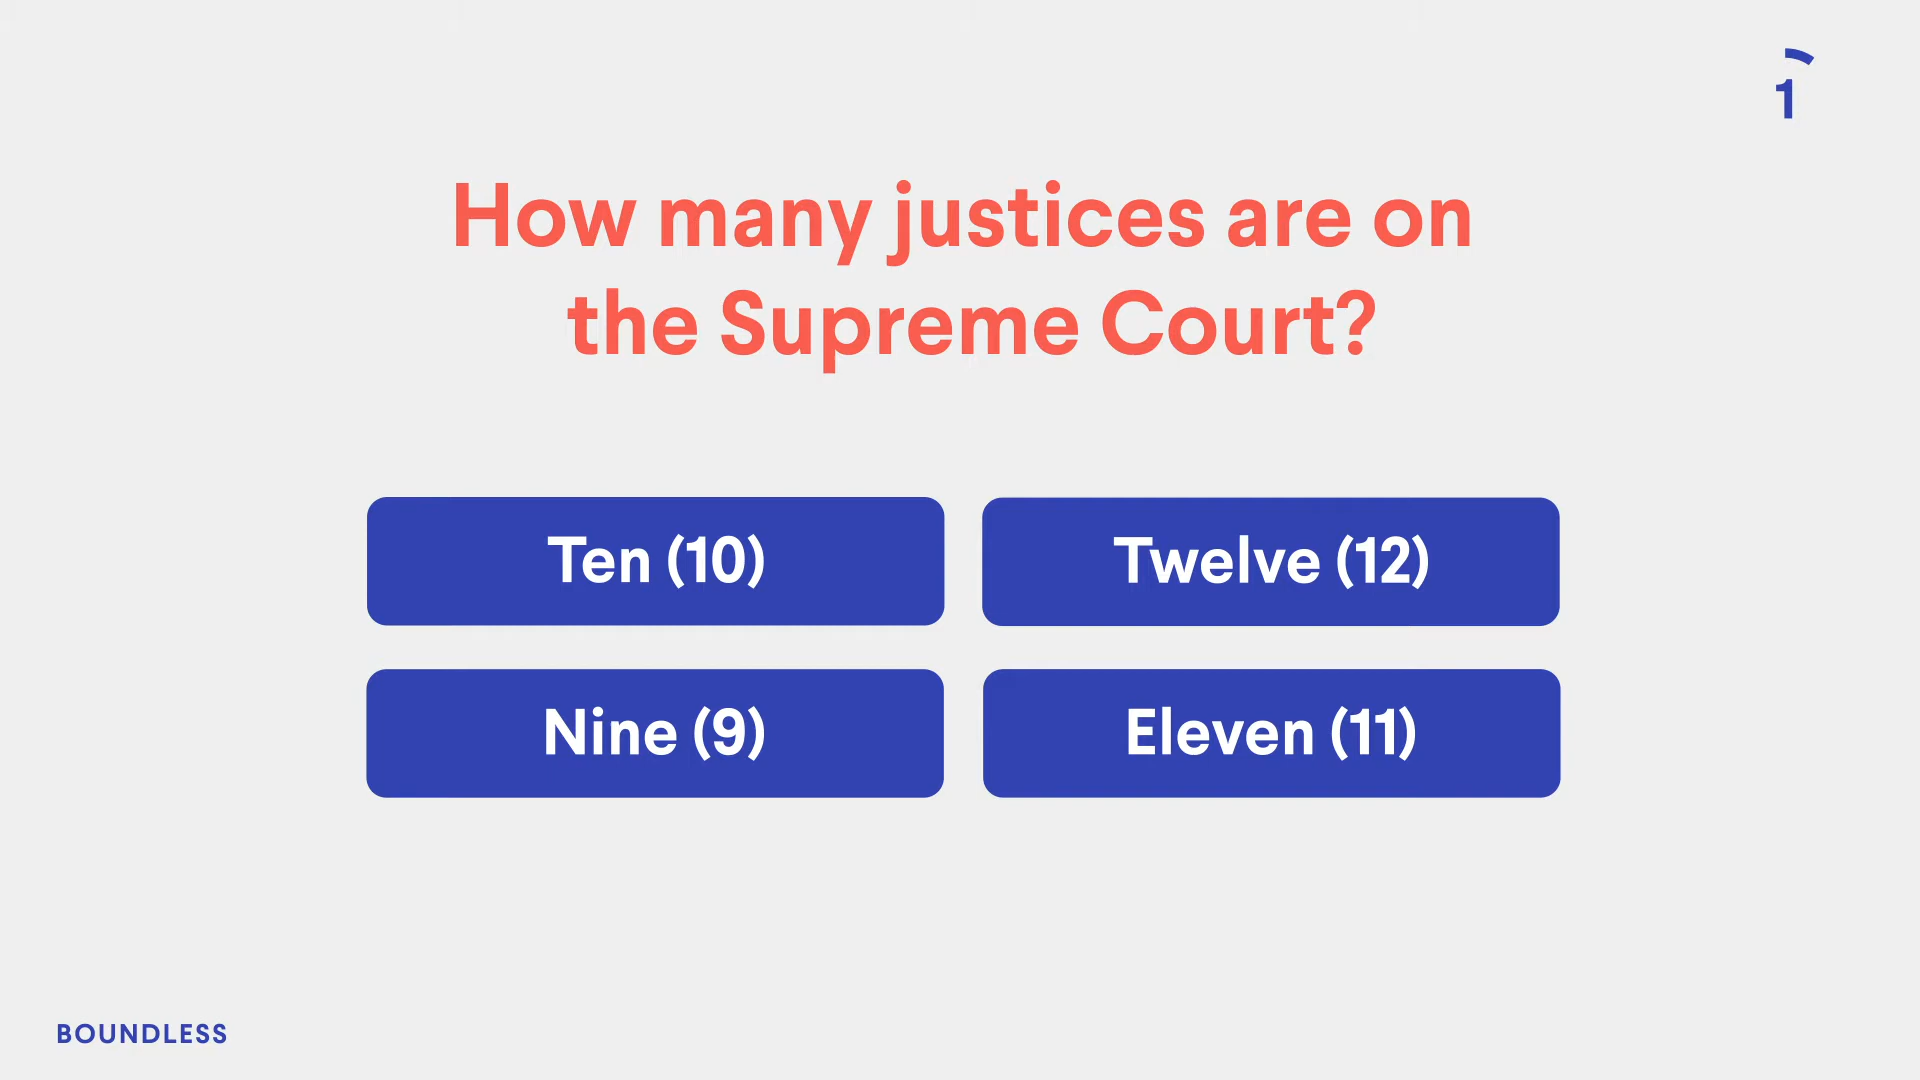 1
How many justices are on
the Supreme Court?
Ten (10)
Twelve (12)
Nine (9)
Eleven (11)
BOUNDLESS